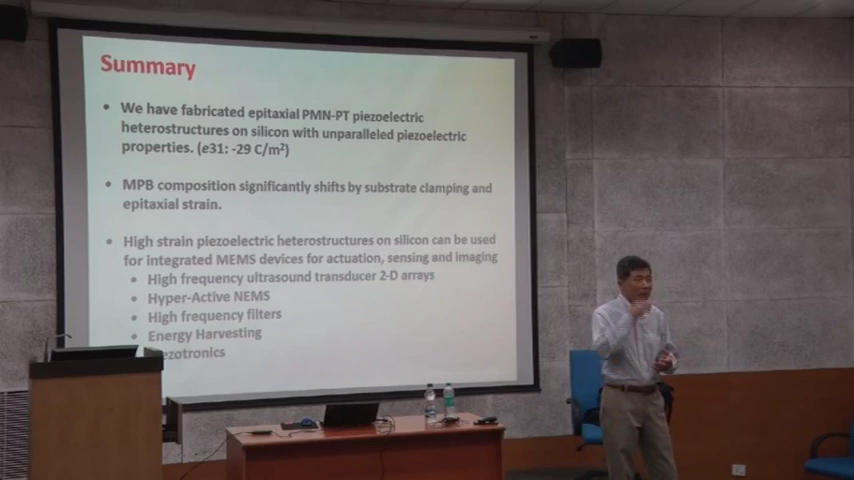 Summary
• We have fabricated epitaxial PMN-PT piezoelectric
heterostructures on silicon with unparalleled piezoelectric
properties. (e31: -29 C/m²)
• MPB composition significantly shifts by substrate clamping and
epitaxial strain.
• High strain piezoelectric heterostructures on silicon can be used
for integrated MEMS devices for actuation, sensing and imaging
• High frequency ultrasound transducer 2-D arrays
• Hyper-Active NEMS
• High frequency filters
• Energy Harvesting
ezotronics